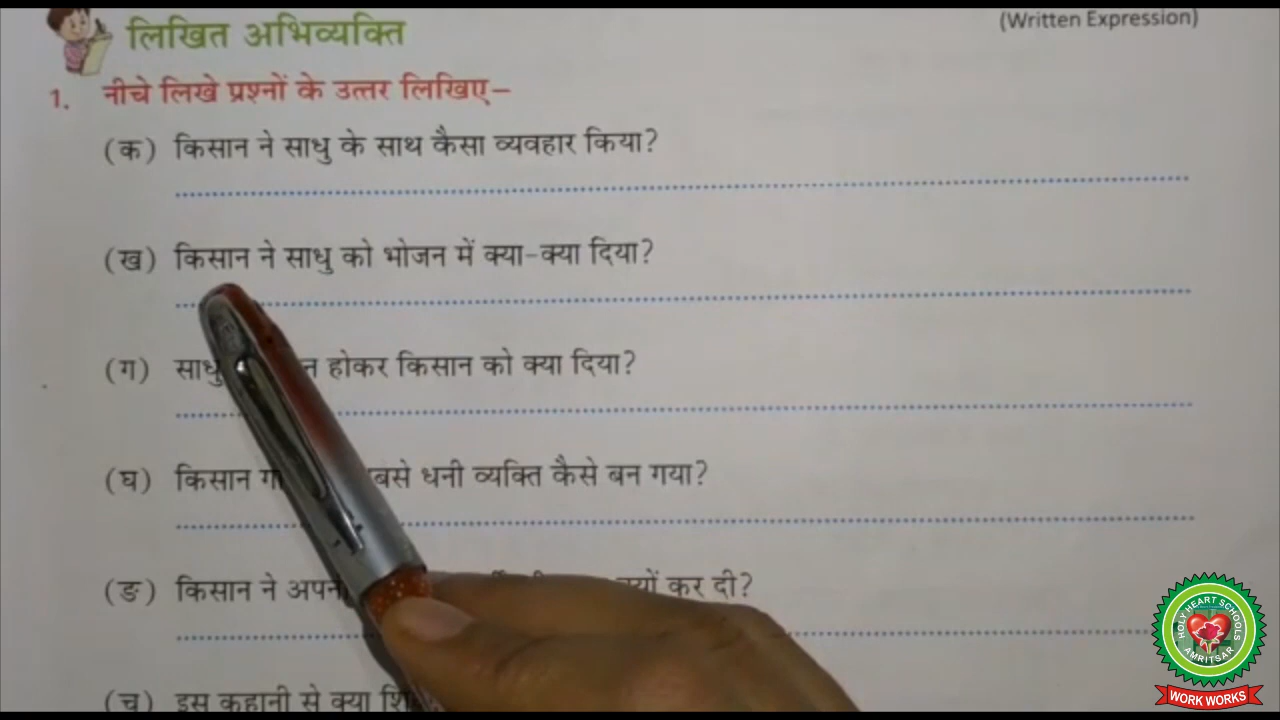 लिखित अभिव्यक्ति
(Written Expression)
1. नीचे लिखे प्रश्नों के उत्तर लिखिए–
(क) किसान ने साधु के साथ कैसा व्यवहार किया?
(ख) किसान ने साधु को भोजन में क्या-क्या दिया?
(ग) साधु होकर किसान को क्या दिया?
(घ) किसान धनी व्यक्ति कैसे बन गया?
(ङ) किसान ने कर दी?
(च) इस कहानी से क्या
HOLY HEART SCHOOLS
AMRITSAR
WORK WORKS